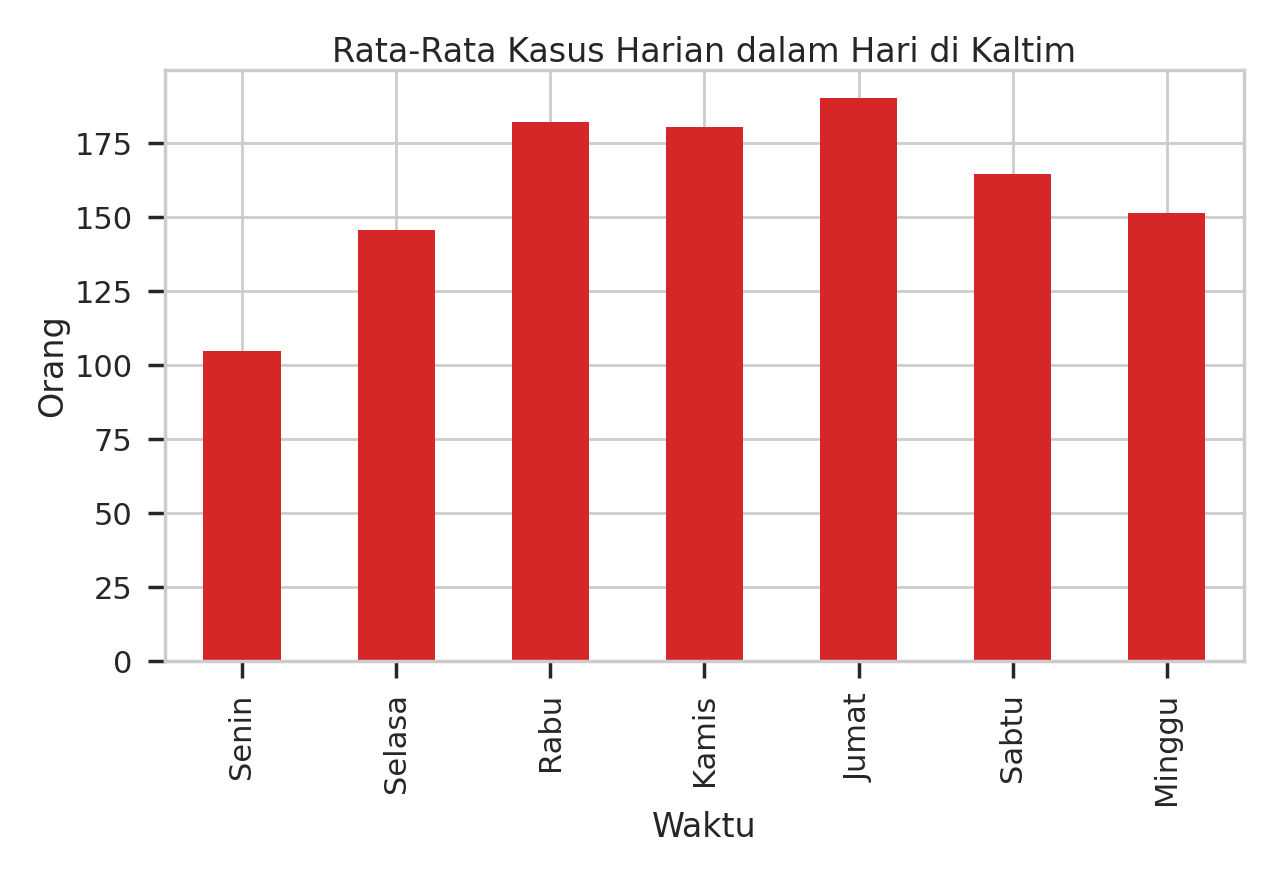 Rata-Rata Kasus Harian dalam Hari di Kaltim
175
150
125
100
75
50
25
0
Orang
Senin
Selasa
Rabu
Kamis
Jumat
Sabtu
Minggu
Waktu